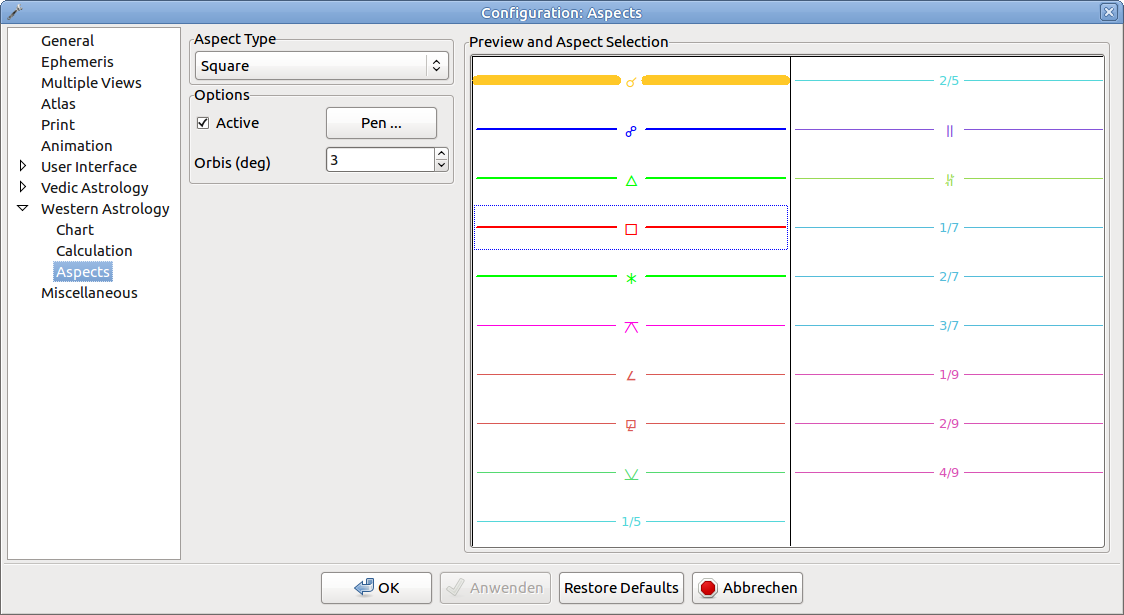 Configuration: Aspects
General
Ephemeris
Multiple Views
Atlas
Print
Animation
User Interface
Vedic Astrology
Western Astrology
Chart
Calculation
Aspects
Miscellaneous
Aspect Type
Square
Options
Active
Pen ...
Orbis (deg)
3
Preview and Aspect Selection
1/5
2/5
1/7
2/7
3/7
1/9
2/9
4/9
OK
Anwenden
Restore Defaults
Abbrechen